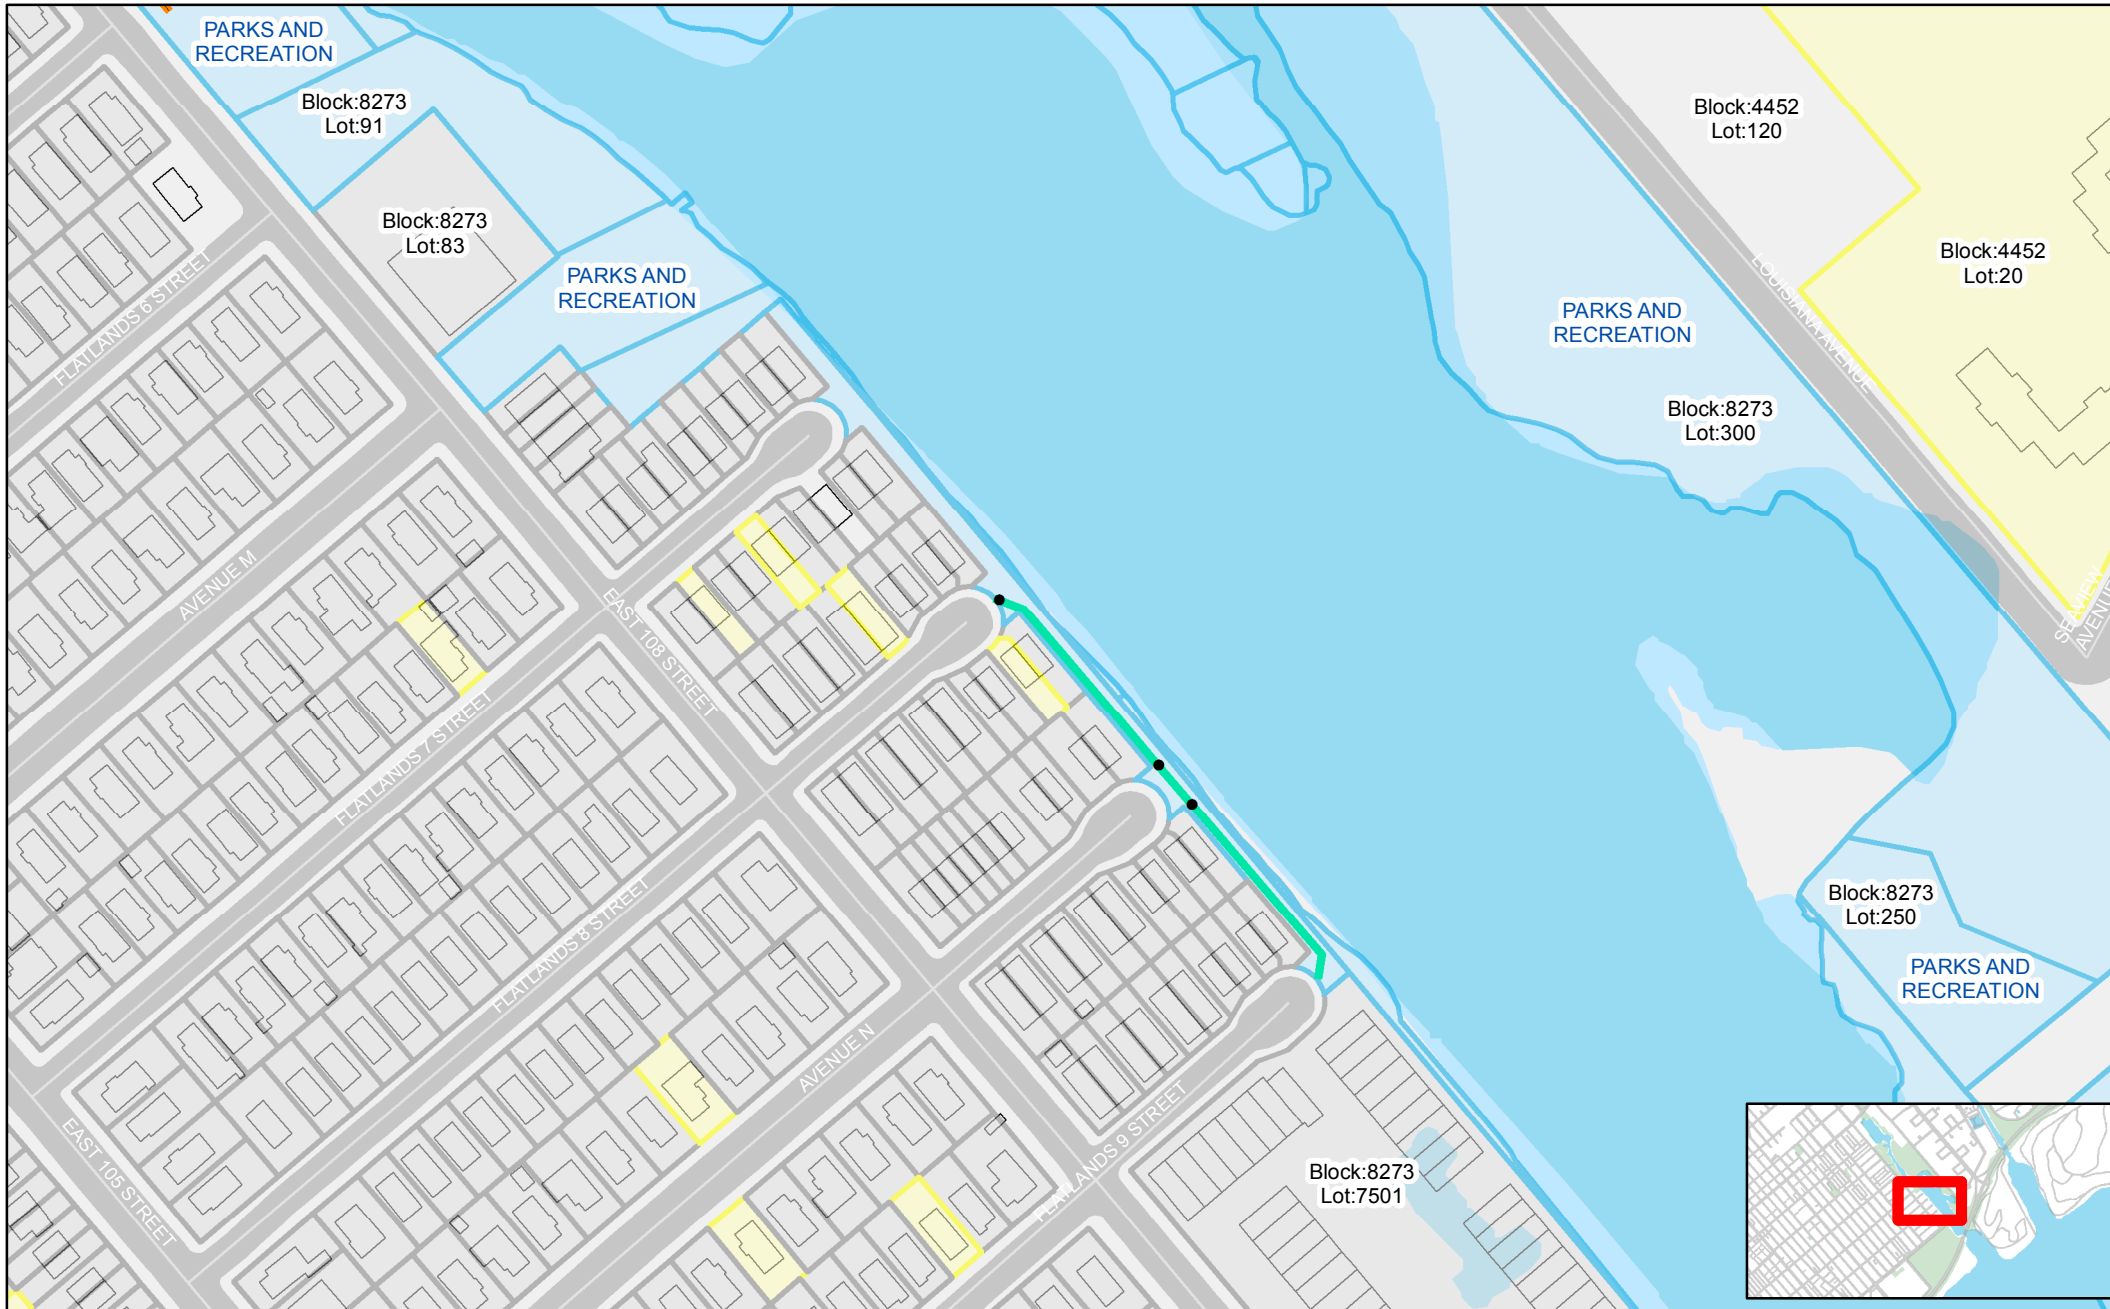 PARKS AND
RECREATION
Block:8273
Lot:91
Block:4452
Lot:120
Block:8273
Lot:83
Block:4452
Lot:20
FLATLANDS 6 STREET
PARKS AND
RECREATION
LOUISIANA AVENUE
PARKS AND
RECREATION
Block:8273
Lot:300
AVENUE M
EAST 108 STREET
SEAVIEW
AVENUE
FLATLANDS 7 STREET
Block:8273
Lot:250
FLATLANDS 8 STREET
PARKS AND
RECREATION
AVENUE N
EAST 105 STREET
FLATLANDS 9 STREET
Block:8273
Lot:7501